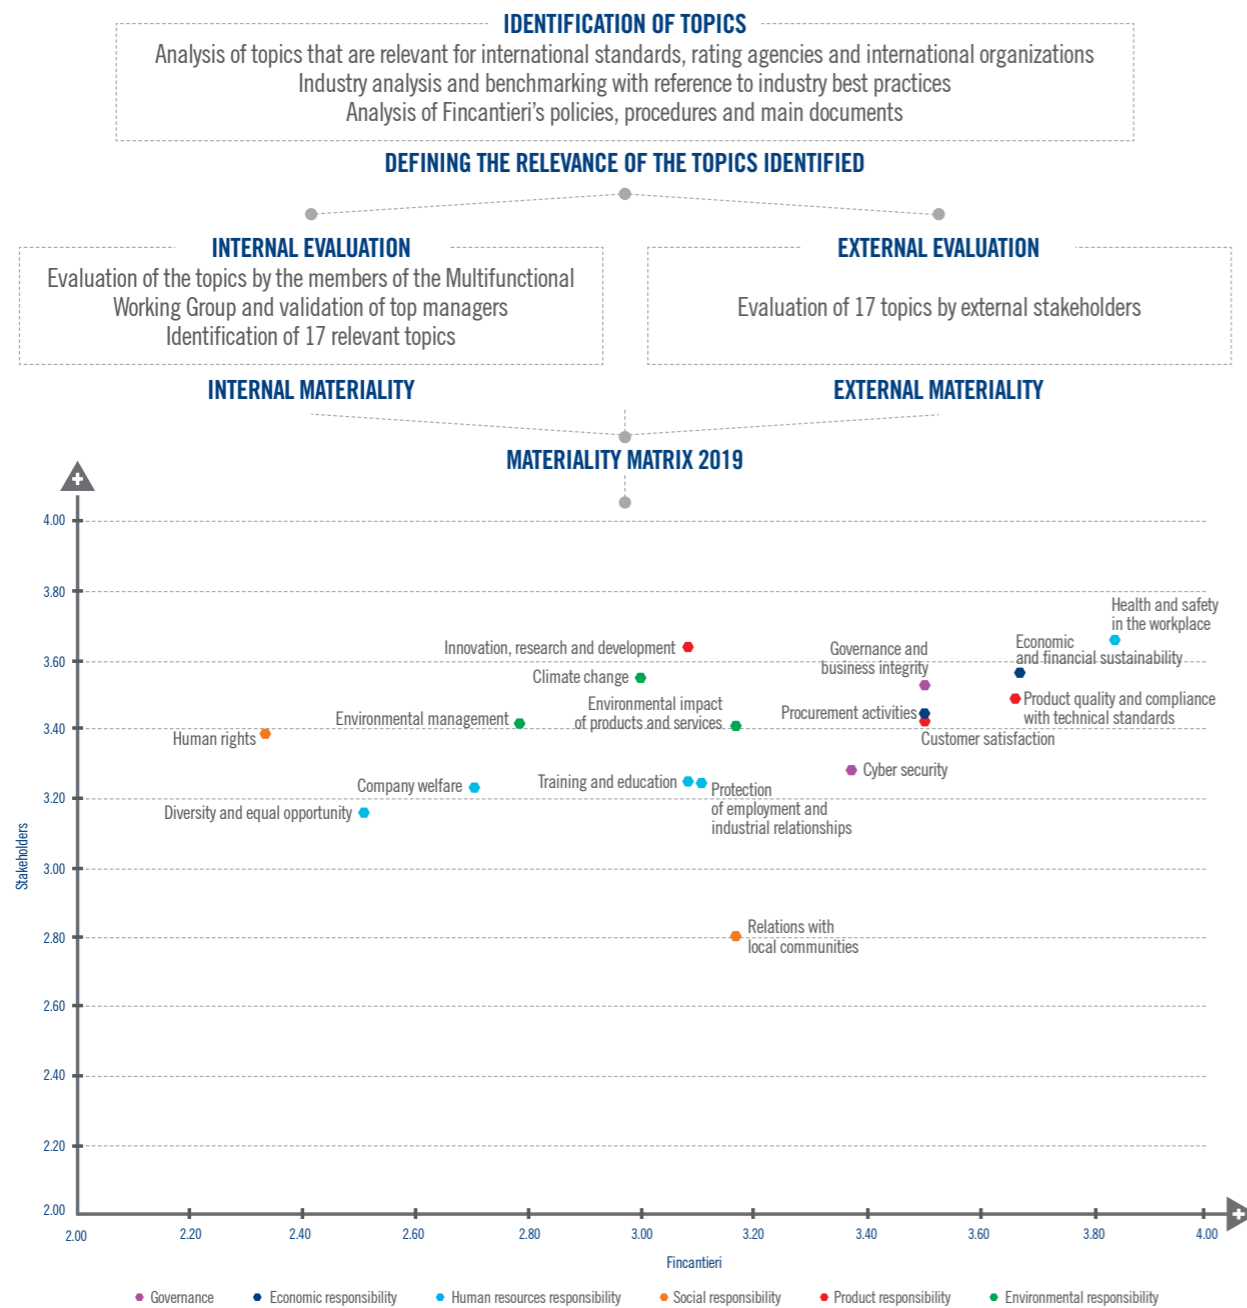 IDENTIFICATION OF TOPICS
Analysis of topics that are relevant for international standards, rating agencies and international organizations
Industry analysis and benchmarking with reference to industry best practices
Analysis of Fincantieri's policies, procedures and main documents
DEFINING THE RELEVANCE OF THE TOPICS IDENTIFIED
INTERNAL EVALUATION
Evaluation of the topics by the members of the Multifunctional
Working Group and validation of top managers
Identification of 17 relevant topics
EXTERNAL EVALUATION
Evaluation of 17 topics by external stakeholders
INTERNAL MATERIALITY
EXTERNAL MATERIALITY
MATERIALITY MATRIX 2019
4.00
3.80
3.60
3.40
3.20
3.00
2.80
2.60
2.40
2.20
2.00
Stakeholders
Health and safety
in the workplace
Economic
and financial sustainability
Governance and
business integrity
Innovation, research and development
Climate change
Product quality and compliance
with technical standards
Environmental impact
of products and services
Procurement activities
Environmental management
Customer satisfaction
Human rights
Cyber security
Training and education
Company welfare
Protection
of employment and
industrial relationships
Diversity and equal opportunity
Relations with
local communities
2.00
2.20
2.40
2.60
2.80
3.00
3.20
3.40
3.60
3.80
4.00
Fincantieri
Governance
Economic responsibility
Human resources responsibility
Social responsibility
Product responsibility
Environmental responsibility